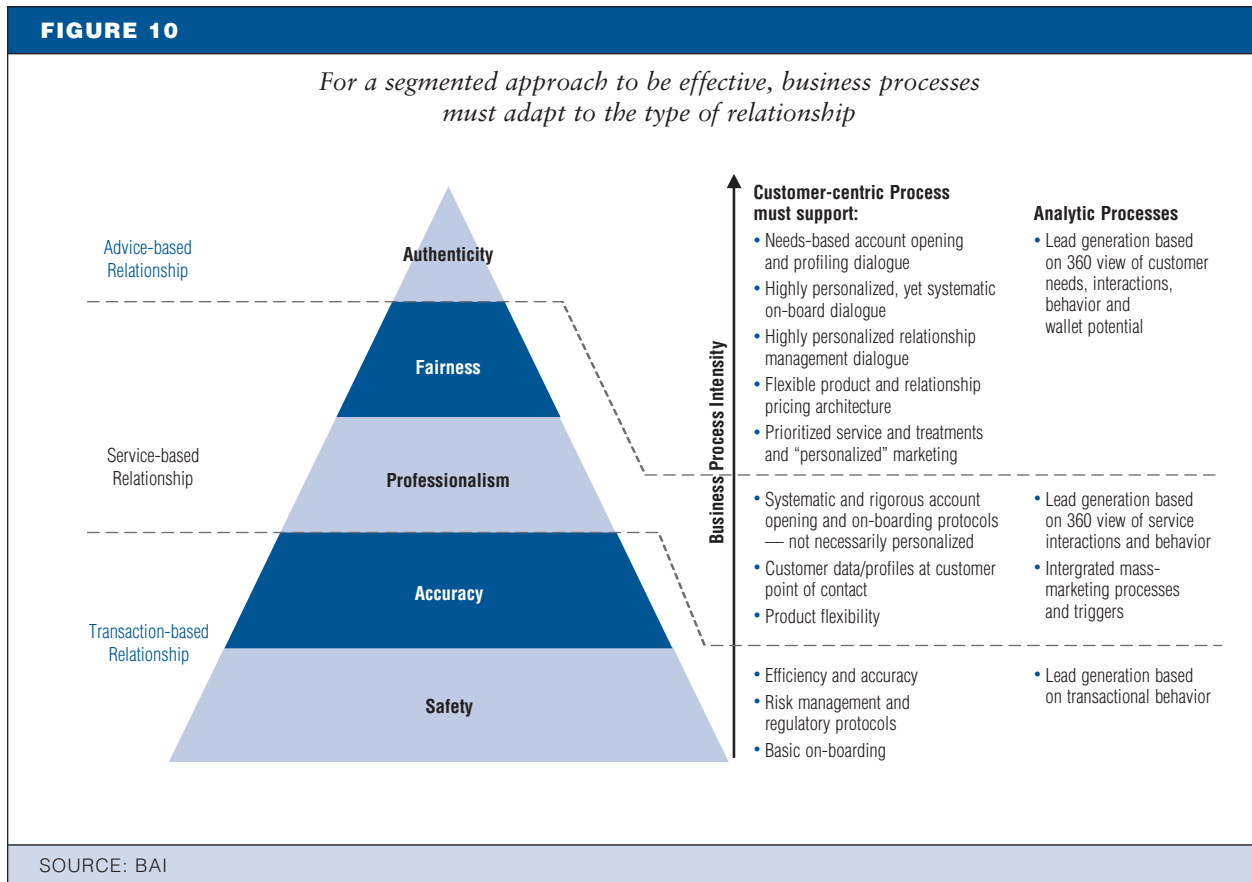 FIGURE 10
For a segmented approach to be effective, business processes
must adapt to the type of relationship
Advice-based
Relationship
Service-based
Relationship
Transaction-based
Relationship
Authenticity
Fairness
Professionalism
Accuracy
Safety
Business Process Intensity
Customer-centric Process
must support:
• Needs-based account opening
and profiling dialogue
• Highly personalized, yet systematic
on-board dialogue
• Highly personalized relationship
management dialogue
• Flexible product and relationship
pricing architecture
• Prioritized service and treatments
and “personalized” marketing
• Systematic and rigorous account
opening and on-boarding protocols
— not necessarily personalized
• Customer data/profiles at customer
point of contact
• Product flexibility
• Efficiency and accuracy
• Risk management and
regulatory protocols
• Basic on-boarding
Analytic Processes
• Lead generation based
on 360 view of customer
needs, interactions,
behavior and
wallet potential
• Lead generation based
on 360 view of service
interactions and behavior
• Intergrated mass-
marketing processes
and triggers
• Lead generation based
on transactional behavior
SOURCE: BAI